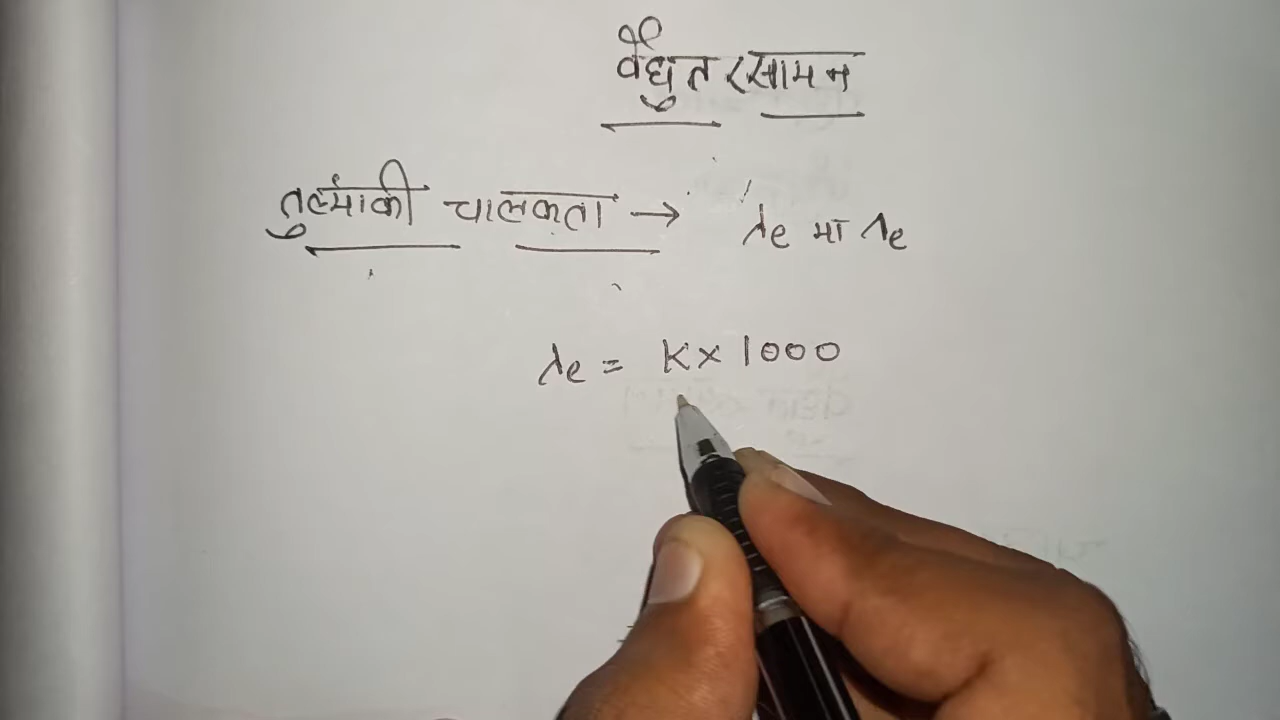 वैद्युत रसायन
तुल्यांकी चालकता → λe या Λe
λe = K× 1000